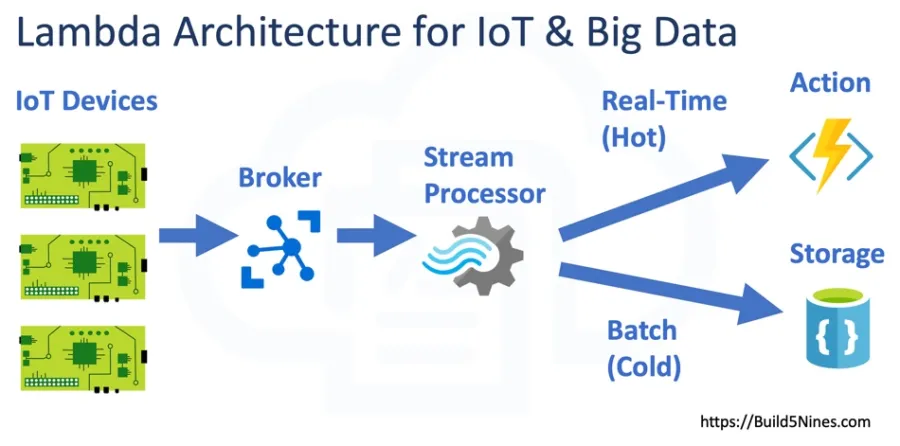 Lambda Architecture for IoT & Big Data
IoT Devices
Broker
Stream
Processor
Real-Time
(Hot)
Action
Batch
(Cold)
Storage
{ }
https://Build5Nines.com